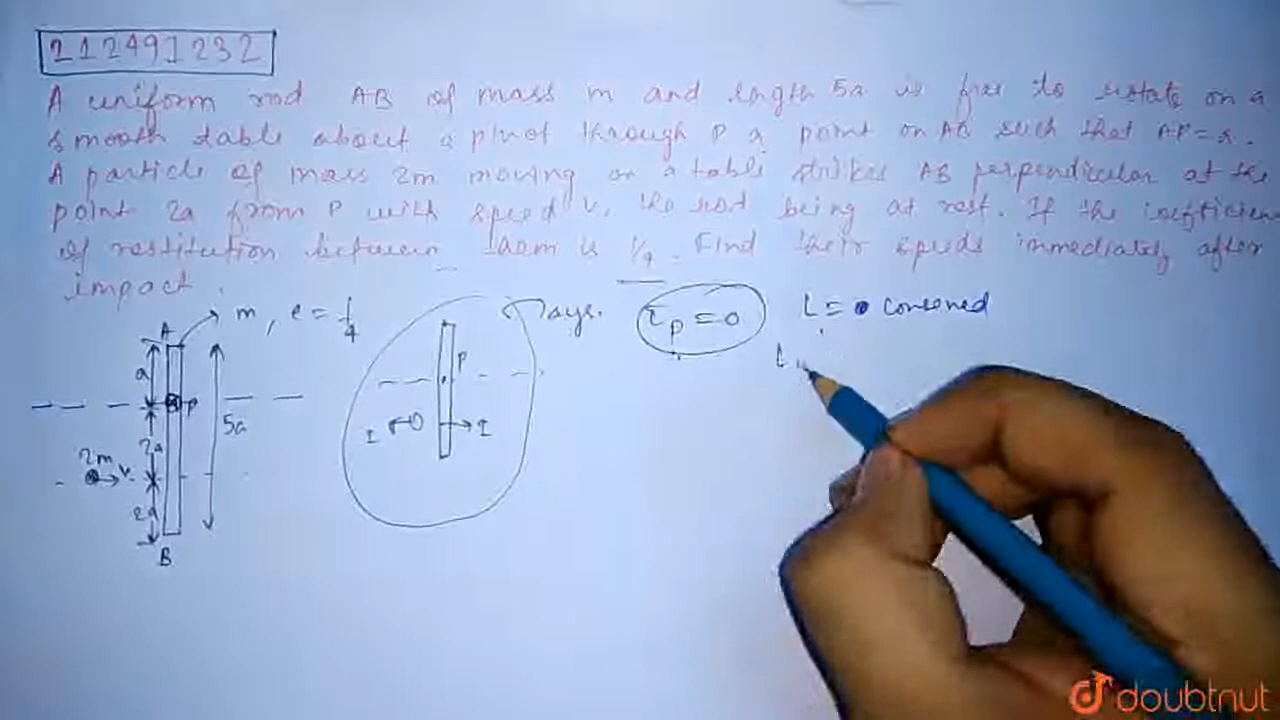 212491232
A uniform rod AB of mass m and length 5a is free to rotate on a
smooth table about a pivot through P a point on AB such that AP = a.
A particle of mass 2m moving on a table strikes AB perpendicular at the
point 2a from P with speed v, the rod being at rest. If the coefficien
of restitution between them is 1/4. Find their speeds immediately after
impact.
m, e = 1/4
sys.
τp = 0
L = conserved
L
A
a
P
2a
5a
2m
v
2a
B
P
I
I
doubtnut